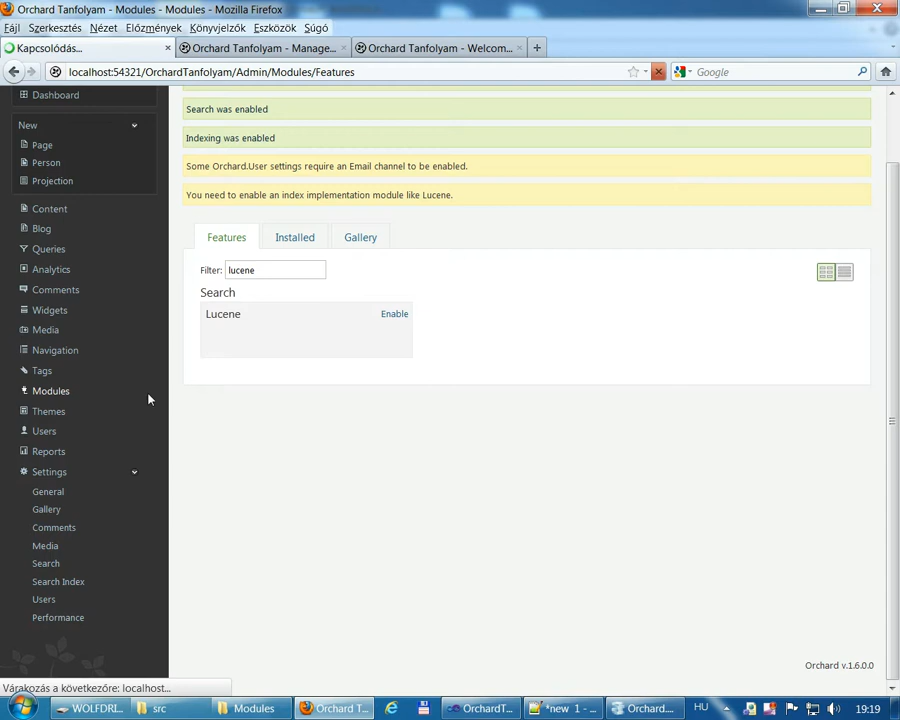 Orchard Tanfolyam - Modules - Modules - Mozilla Firefox
Fájl Szerkesztés Nézet Előzmények Könyvjelzők Eszközök Súgó
Kapcsolódás... × Orchard Tanfolyam - Manage... × Orchard Tanfolyam - Welcom... × +
localhost:54321/OrchardTanfolyam/Admin/Modules/Features
Google
Dashboard
New
Page
Person
Projection
Content
Blog
Queries
Analytics
Comments
Widgets
Media
Navigation
Tags
Modules
Themes
Users
Reports
Settings
General
Gallery
Comments
Media
Search
Search Index
Users
Performance
Search was enabled
Indexing was enabled
Some Orchard.User settings require an Email channel to be enabled.
You need to enable an index implementation module like Lucene.
Features Installed Gallery
Filter: lucene
Search
Lucene Enable
Orchard v.1.6.0.0
Várakozás a következőre: localhost...
WOLFDRI... src Modules Orchard T... OrchardT... *new 1 - ... Orchard.... HU 19:19